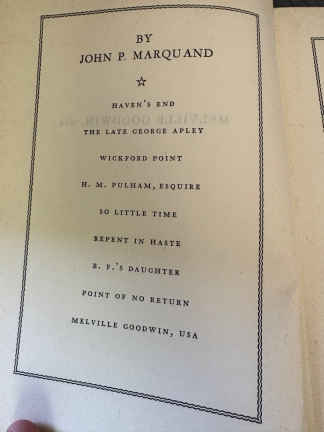 BY
JOHN P. MARQUAND
HAVEN'S END
THE LATE GEORGE APLEY
WICKFORD POINT
H. M. PULHAM, ESQUIRE
SO LITTLE TIME
REPENT IN HASTE
B. F.'S DAUGHTER
POINT OF NO RETURN
MELVILLE GOODWIN, USA